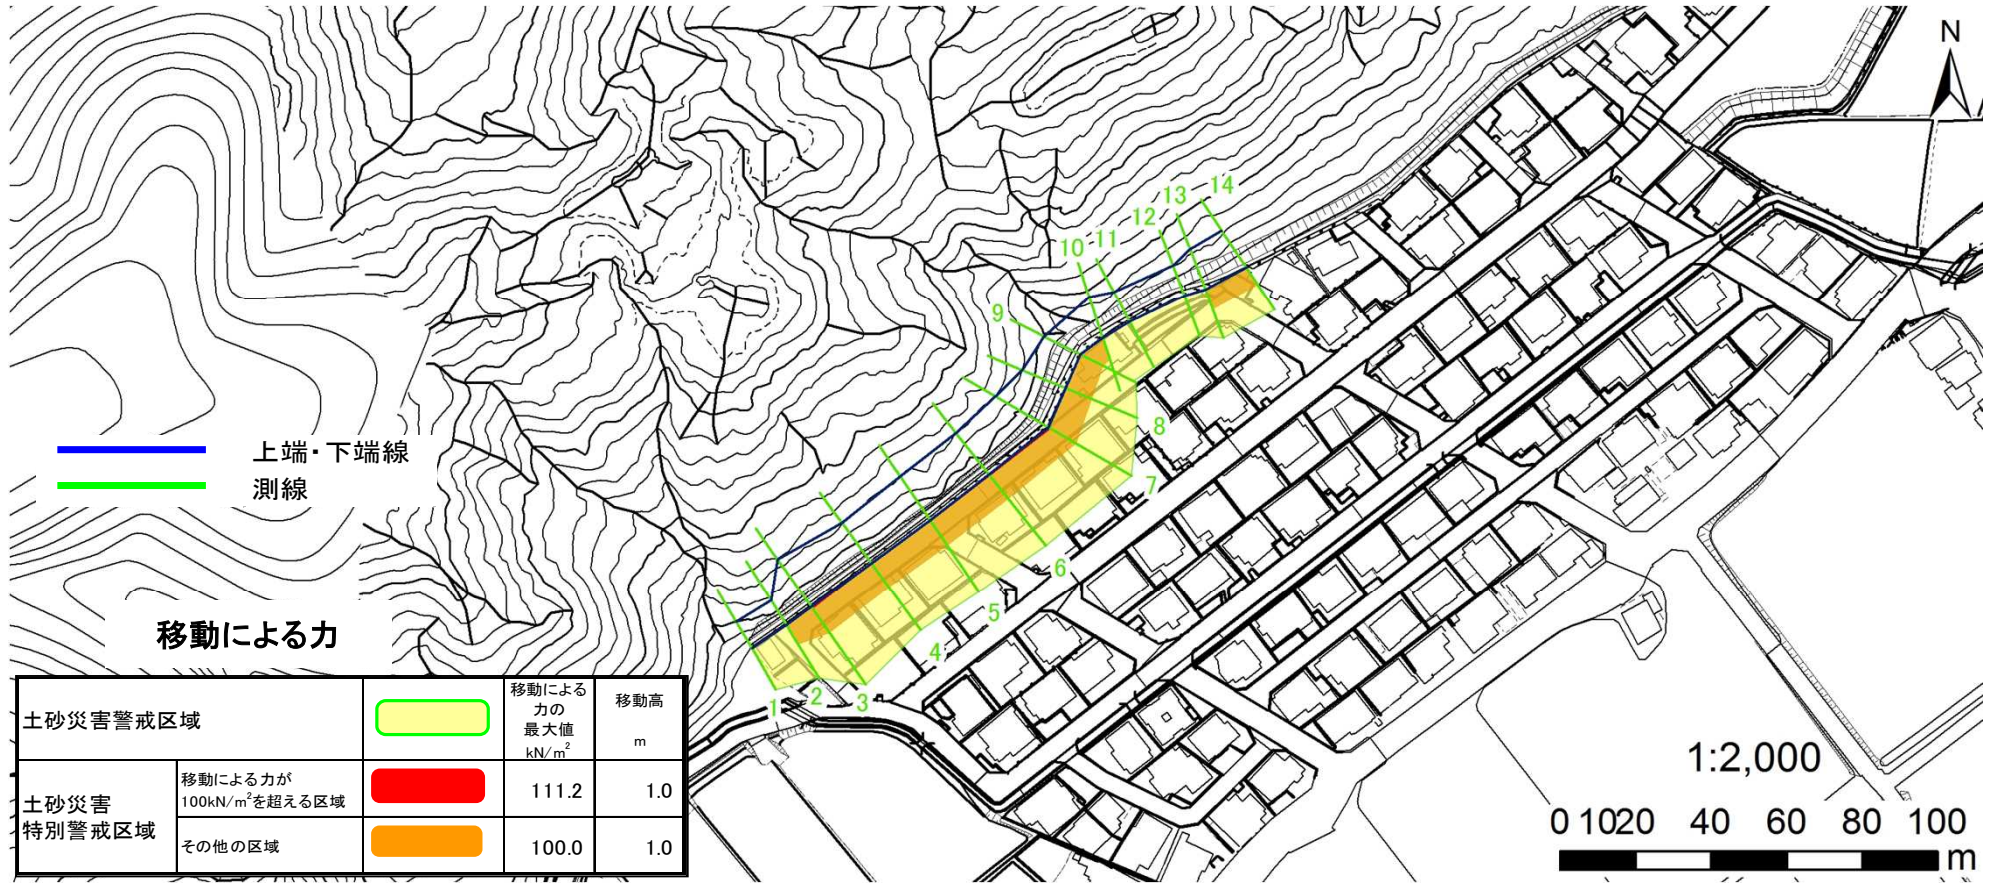 N
14
13
12
11
10
9
8
7
6
5
4
3
2
1
上端・下端線
測線
移動による力
土砂災害警戒区域
移動による
力の
最大値
kN/m²
移動高
m
土砂災害
特別警戒区域
移動による力が
100kN/m²を超える区域
111.2
1.0
その他の区域
100.0
1.0
1:2,000
0 1020 40 60 80 100
m